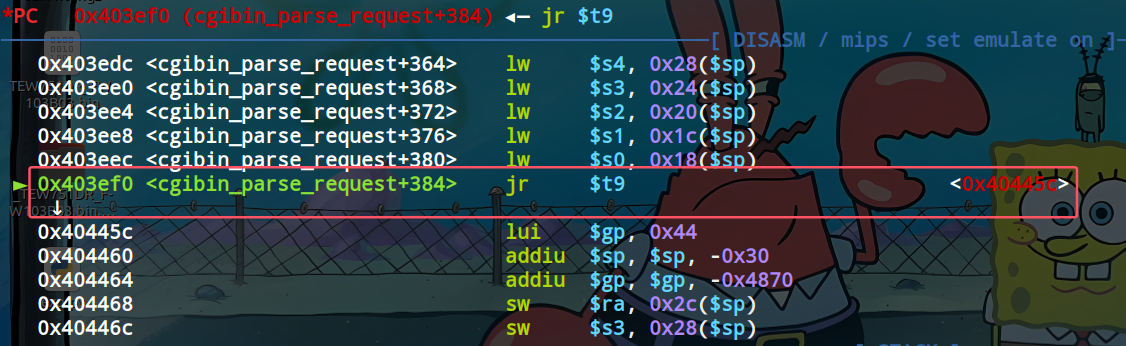 *PC   0x403ef0 (cgibin_parse_request+384) ◂— jr $t9
[ DISASM / mips / set emulate on ]
0x403edc <cgibin_parse_request+364>    lw     $s4, 0x28($sp)
0x403ee0 <cgibin_parse_request+368>    lw     $s3, 0x24($sp)
0x403ee4 <cgibin_parse_request+372>    lw     $s2, 0x20($sp)
0x403ee8 <cgibin_parse_request+376>    lw     $s1, 0x1c($sp)
0x403eec <cgibin_parse_request+380>    lw     $s0, 0x18($sp)
► 0x403ef0 <cgibin_parse_request+384>    jr     $t9                           <0x40445c>
↓
0x40445c                               lui    $gp, 0x44
0x404460                               addiu  $sp, $sp, -0x30
0x404464                               addiu  $gp, $gp, -0x4870
0x404468                               sw     $ra, 0x2c($sp)
0x40446c                               sw     $s3, 0x28($sp)